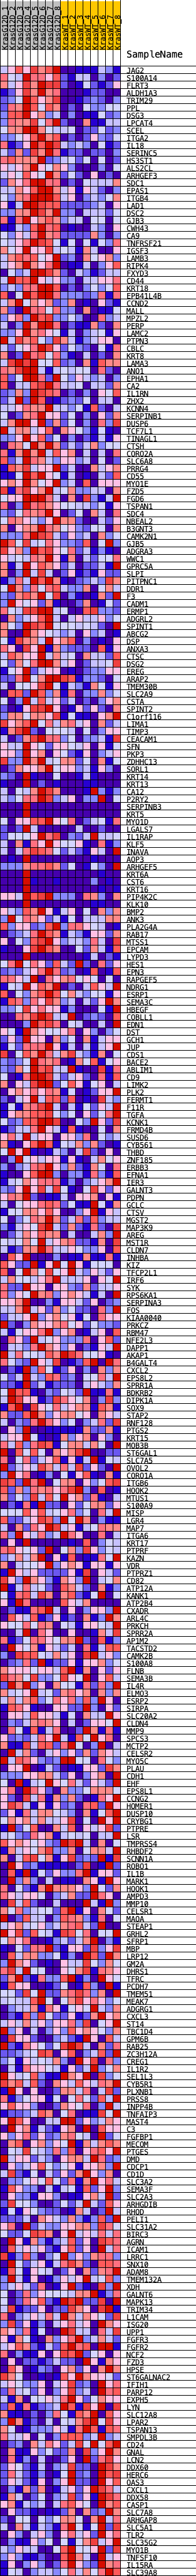 KrasG12D_1
KrasG12D_2
KrasG12D_3
KrasG12D_4
KrasG12D_5
KrasG12D_6
KrasG12D_7
KrasG12D_8
KrasWT_1
KrasWT_2
KrasWT_3
KrasWT_4
KrasWT_5
KrasWT_6
KrasWT_7
KrasWT_8
SampleName
JAG2
S100A14
FLRT3
ALDH1A3
TRIM29
PPL
DSG3
LPCAT4
SCEL
ITGA2
IL18
SERINC5
HS3ST1
ALS2CL
ARHGEF3
SDC1
EPAS1
ITGB4
LAD1
DSC2
GJB3
CWH43
CA9
TNFRSF21
IGSF3
LAMB3
RIPK4
FXYD3
CD44
KRT18
EPB41L4B
CCND2
MALL
MPZL2
PERP
LAMC2
PTPN3
CBLC
KRT8
LAMA3
ANO1
EPHA1
CA2
IL1RN
ZHX2
KCNN4
SERPINB1
DUSP6
TCF7L1
TINAGL1
CTSH
CORO2A
SLC6A8
PRRG4
CD55
MYO1E
FZD5
FGD6
TSPAN1
SDC4
NBEAL2
B3GNT3
CAMK2N1
GJB5
ADGRA3
WWC1
GPRC5A
SLPI
PITPNC1
DDR1
F3
CADM1
ERMP1
ADGRL2
SPINT1
ABCG2
DSP
ANXA3
CTSC
DSG2
EREG
ARAP2
TMEM30B
SLC2A9
CSTA
SPINT2
C1orf116
LIMA1
TIMP3
CEACAM1
SFN
PKP3
ZDHHC13
SORL1
KRT14
KRT13
CA12
P2RY2
SERPINB3
KRT5
MYO1D
LGALS7
IL1RAP
KLF5
INAVA
AQP3
ARHGEF5
KRT6A
CST6
KRT16
PIP4K2C
KLK10
BMP2
ANK3
PLA2G4A
RAB17
MTSS1
EPCAM
LYPD3
HES1
EPN3
RAPGEF5
NDRG1
ESRP1
SEMA3C
HBEGF
COBLL1
EDN1
DST
GCH1
JUP
CDS1
BACE2
ABLIM1
CD9
LIMK2
PLK2
FERMT1
F11R
TGFA
KCNK1
FRMD4B
SUSD6
CYB561
THBD
ZNF185
ERBB3
EFNA1
IER3
GALNT3
PDPN
GCLC
CTSV
MGST2
MAP3K9
AREG
MST1R
CLDN7
INHBA
KIZ
TFCP2L1
IRF6
SYK
RPS6KA1
SERPINA3
FOS
KIAA0040
PRKCZ
RBM47
NFE2L3
DAPP1
AKAP1
B4GALT4
CXCL2
EPS8L2
SPRR1A
BDKRB2
DIPK1A
SOX9
STAP2
RNF128
PTGS2
KRT15
MOB3B
ST6GAL1
SLC7A5
OVOL2
CORO1A
ITGB6
HOOK2
MTUS1
S100A9
MISP
LGR4
MAP7
ITGA6
KRT17
PTPRF
KAZN
VDR
PTPRZ1
CD82
ATP12A
KANK1
ATP2B4
CXADR
ARL4C
PRKCH
SPRR2A
AP1M2
TACSTD2
CAMK2B
S100A8
FLNB
SEMA3B
IL4R
ELMO3
ESRP2
SIRPA
SLC20A2
CLDN4
MMP9
SPCS3
MCTP2
CELSR2
MYO5C
PLAU
CDH1
EHF
EPS8L1
CCNG2
HOMER1
DUSP10
CRYBG1
PTPRE
LSR
TMPRSS4
RHBDF2
SCNN1A
ROBO1
IL1B
MARK1
HOOK1
AMPD3
MMP10
CELSR1
MAOA
STEAP1
GRHL2
SFRP1
MBP
LRP12
GM2A
DHRS1
TFRC
PCDH7
TMEM51
MEAK7
ADGRG1
CXCL3
ST14
TBC1D4
GPM6B
RAB25
ZC3H12A
CREG1
IL1R2
SEL1L3
CYB5R1
PLXNB1
PRSS8
INPP4B
TNFAIP3
MAST4
C3
FGFBP1
MECOM
PTGES
DMD
CDCP1
CD1D
SLC3A2
SEMA3F
SLC2A3
ARHGDIB
RHOD
PELI1
SLC31A2
BIRC3
AGRN
ICAM1
LRRC1
SNX10
ADAM8
TMEM132A
XDH
GALNT6
MAPK13
TRIM34
L1CAM
ISG20
UPP1
FGFR3
FGFR2
NCF2
FZD3
HPSE
ST6GALNAC2
IFIH1
PARP12
EXPH5
LYN
SLC12A8
LPAR2
TSPAN13
SMPDL3B
CD24
GNAL
LCN2
DDX60
HERC6
OAS3
CXCL1
DDX58
CASP1
SLC7A8
ARHGAP8
SLC5A1
TLR2
SLC35G2
MYO1B
TNFSF10
IL15RA
SLC39A8